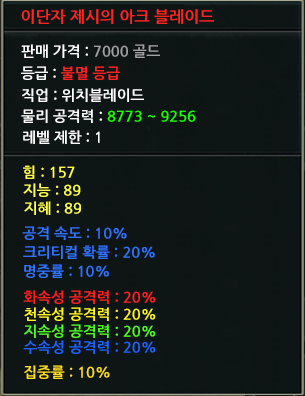 이단자 제시의 아크 블레이드
판매 가격 : 7000 골드
등급 : 불멸 등급
직업 : 위치블레이드
물리 공격력 : 8773 ~ 9256
레벨 제한 : 1
힘 : 157
지능 : 89
지혜 : 89
공격 속도 : 10%
크리티컬 확률 : 20%
명중률 : 10%
화속성 공격력 : 20%
천속성 공격력 : 20%
지속성 공격력 : 20%
수속성 공격력 : 20%
집중률 : 10%